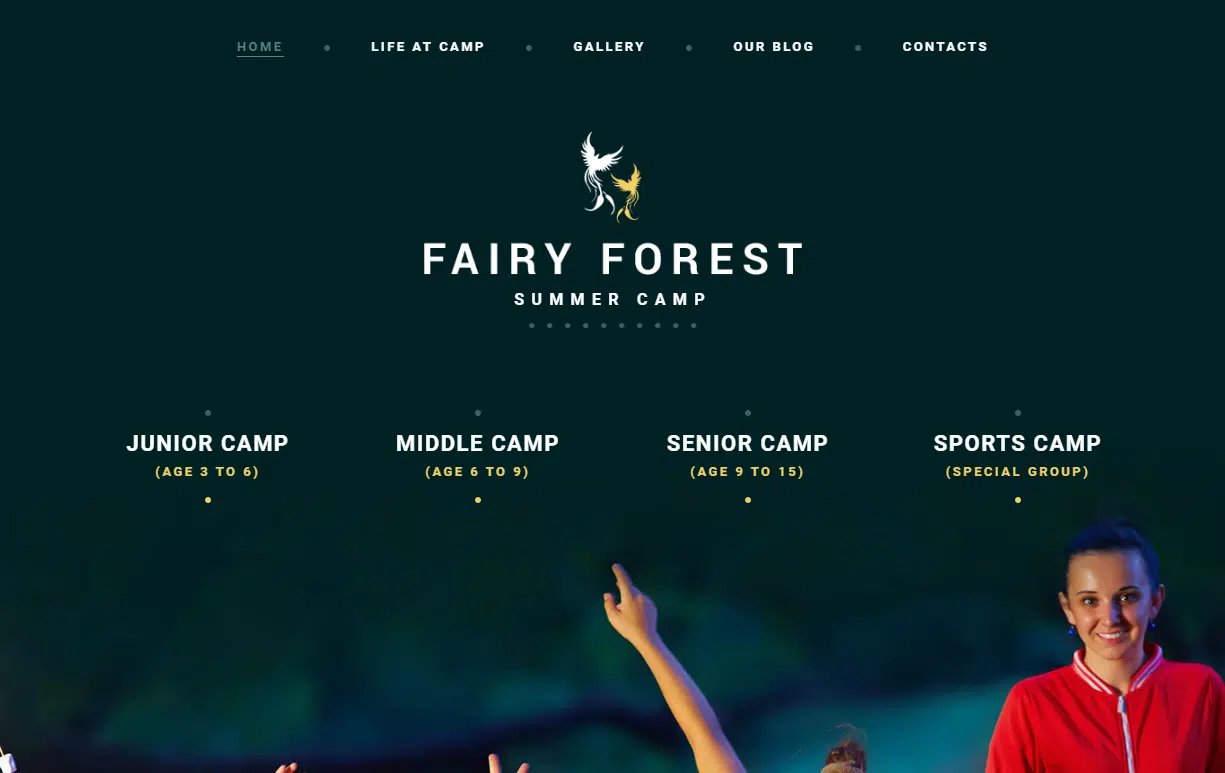 HOME LIFE AT CAMP GALLERY OUR BLOG CONTACTS
FAIRY FOREST
SUMMER CAMP
JUNIOR CAMP MIDDLE CAMP SENIOR CAMP SPORTS CAMP
(AGE 3 TO 6) (AGE 6 TO 9) (AGE 9 TO 15) (SPECIAL GROUP)